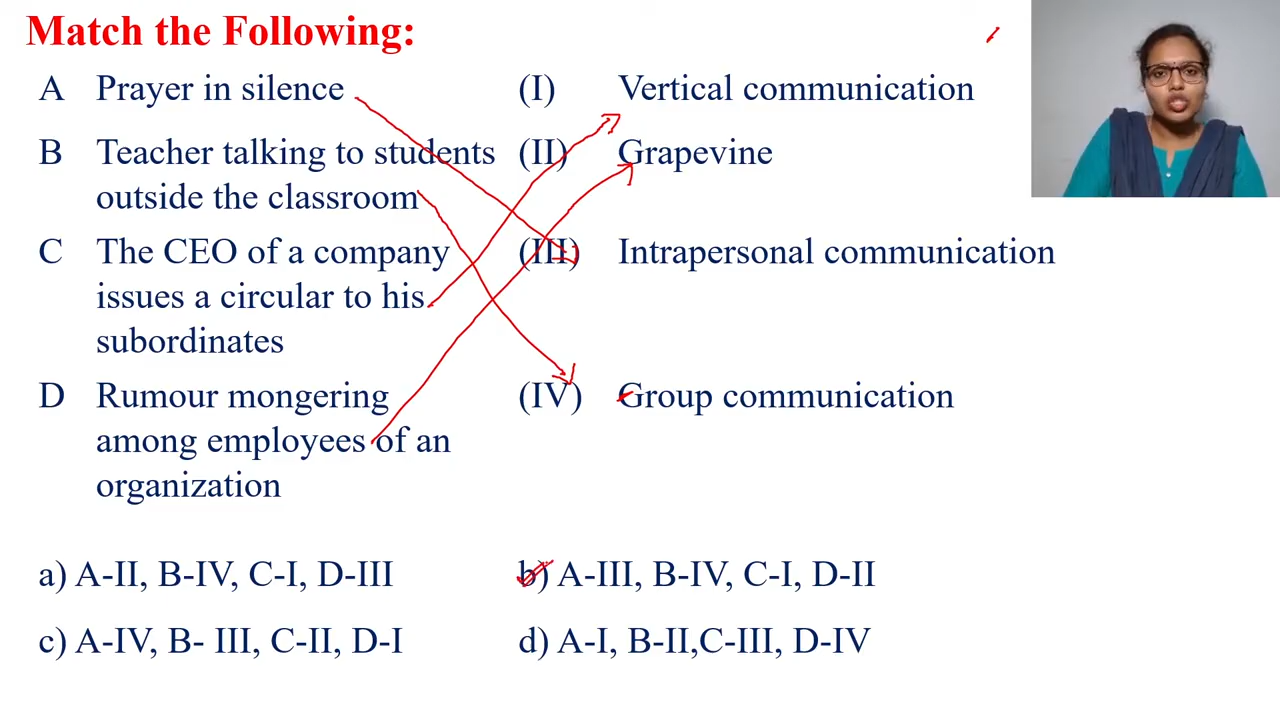 Match the Following:
A Prayer in silence (I) Vertical communication
B Teacher talking to students (II) Grapevine
outside the classroom
C The CEO of a company (III) Intrapersonal communication
issues a circular to his
subordinates
D Rumour mongering (IV) Group communication
among employees of an
organization
a) A-II, B-IV, C-I, D-III b) A-III, B-IV, C-I, D-II
c) A-IV, B- III, C-II, D-I d) A-I, B-II,C-III, D-IV